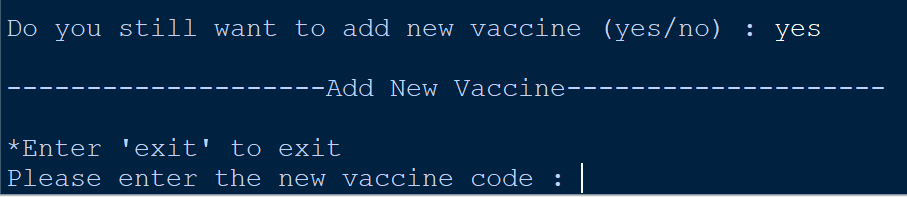 Do you still want to add new vaccine (yes/no) : yes
--------------------Add New Vaccine--------------------
*Enter 'exit' to exit
Please enter the new vaccine code :